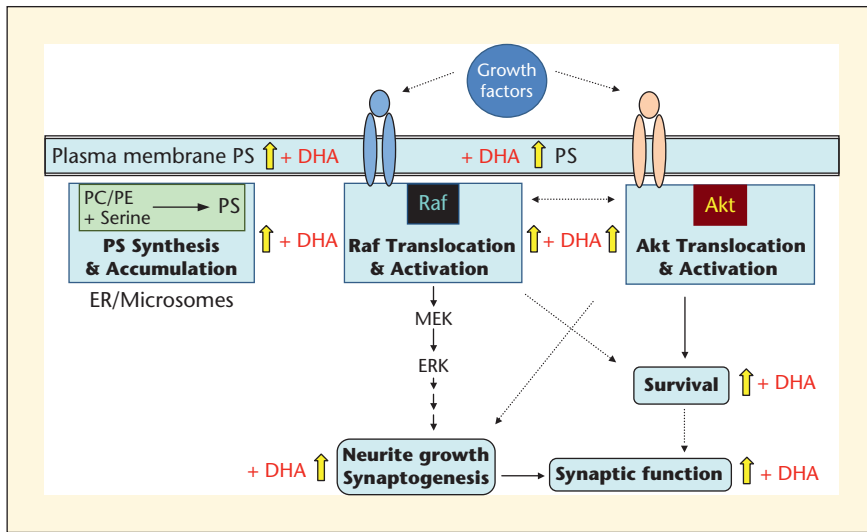 Growth
factors
Plasma membrane PS + DHA
+ DHA PS
PC/PE
+ Serine PS
PS Synthesis
& Accumulation
ER/Microsomes
+ DHA
Raf
Raf Translocation
& Activation
+ DHA
Akt
Akt Translocation
& Activation
MEK
ERK
Survival
+ DHA
+ DHA
Neurite growth
Synaptogenesis
Synaptic function
+ DHA